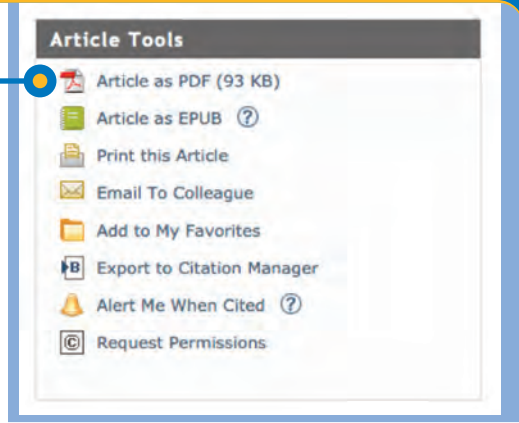 Article Tools
Article as PDF (93 KB)
Article as EPUB ?
Print this Article
Email To Colleague
Add to My Favorites
B Export to Citation Manager
Alert Me When Cited ?
© Request Permissions